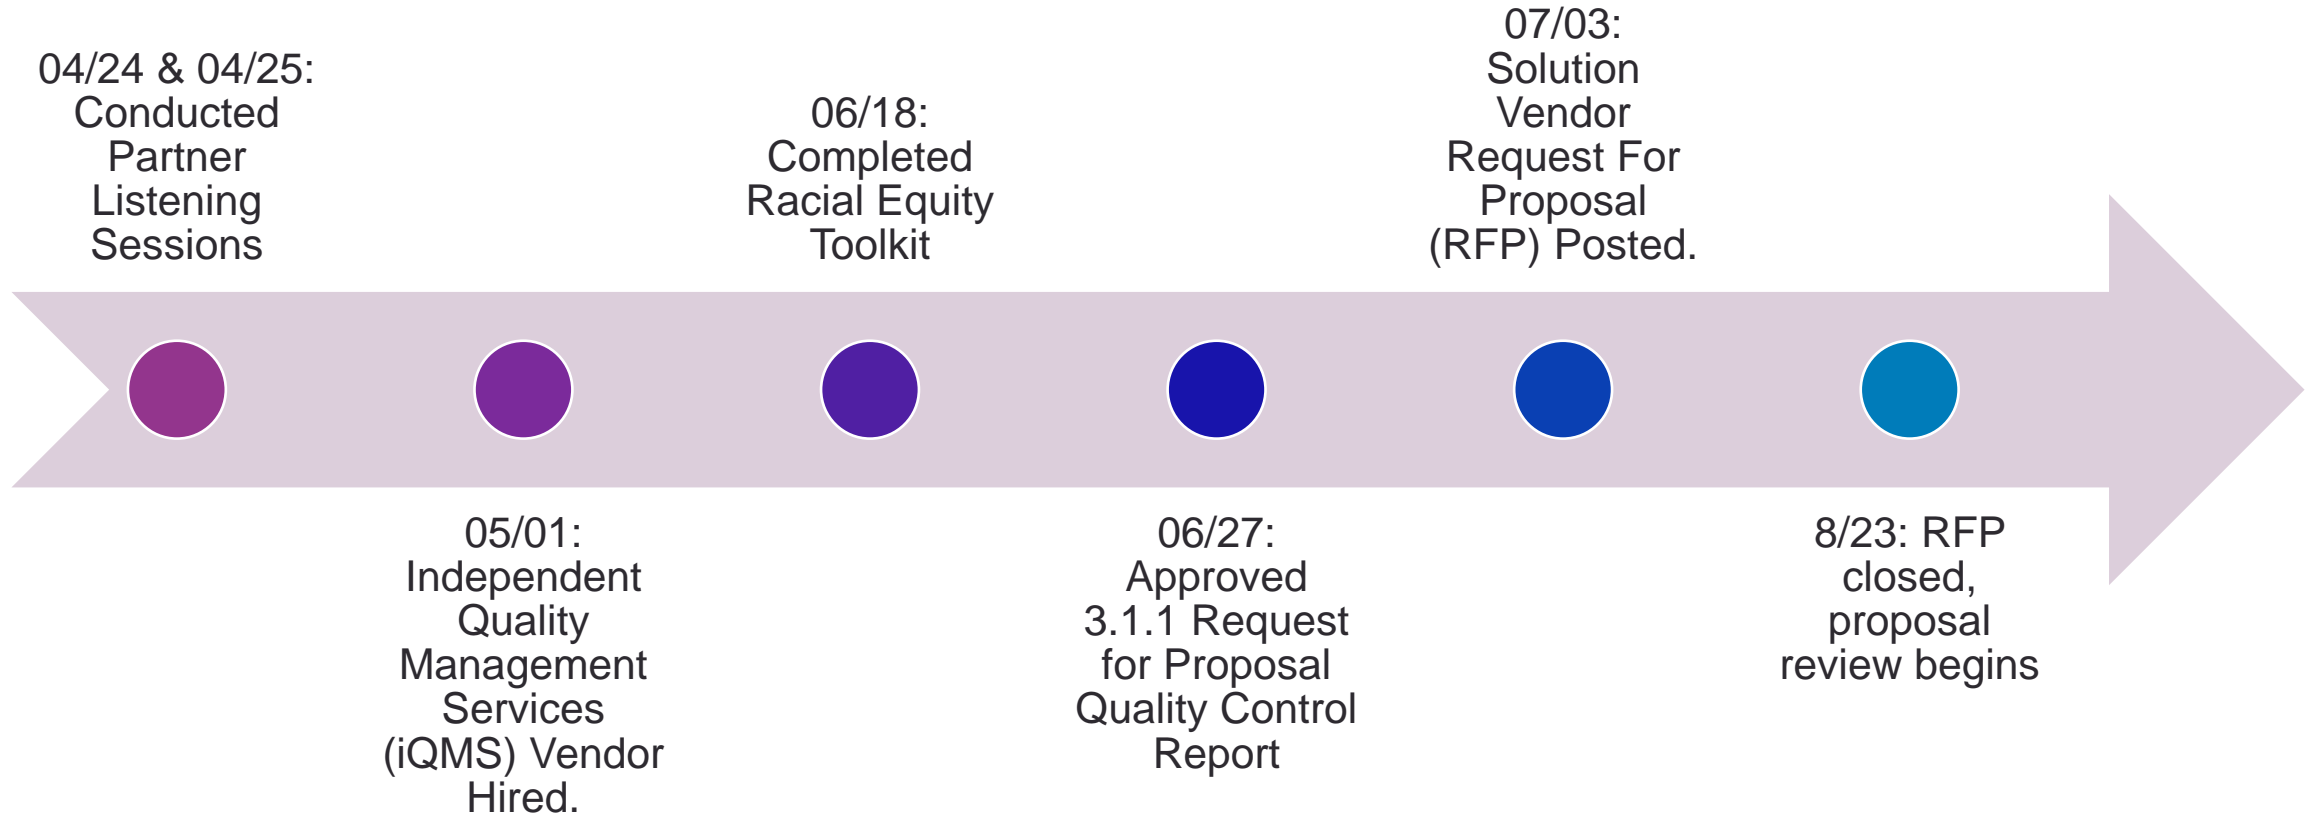 04/24 & 04/25:
Conducted
Partner
Listening
Sessions
05/01:
Independent
Quality
Management
Services
(iQMS) Vendor
Hired.
06/18:
Completed
Racial Equity
Toolkit
06/27:
Approved
3.1.1 Request
for Proposal
Quality Control
Report
07/03:
Solution
Vendor
Request For
Proposal
(RFP) Posted.
8/23: RFP
closed,
proposal
review begins